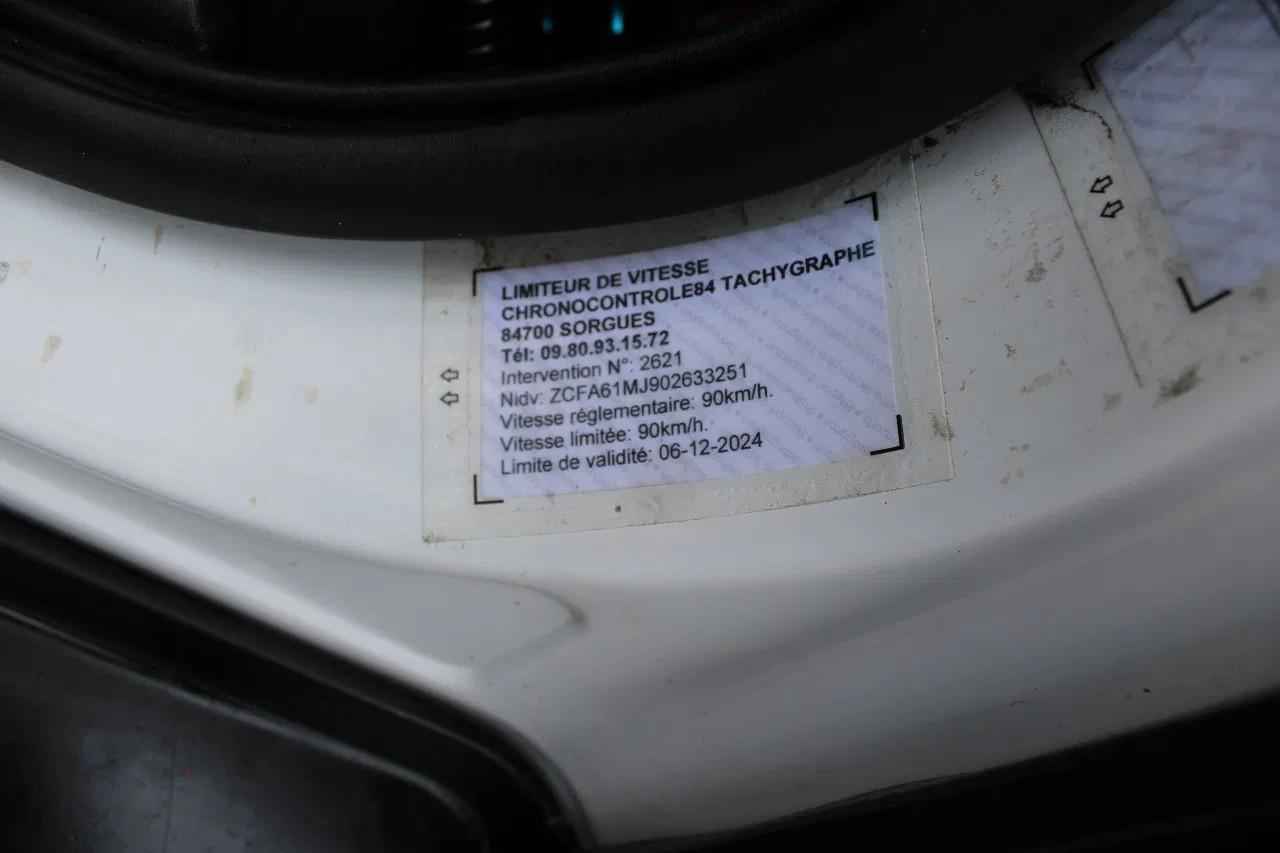 LIMITEUR DE VITESSE
CHRONOCONTROLE84 TACHYGRAPHE
84700 SORGUES
Tél: 09.80.93.15.72
Intervention N°: 2621
Nidv: ZCFA61MJ902633251
Vitesse réglementaire: 90km/h.
Vitesse limitée: 90km/h.
Limite de validité: 06-12-2024